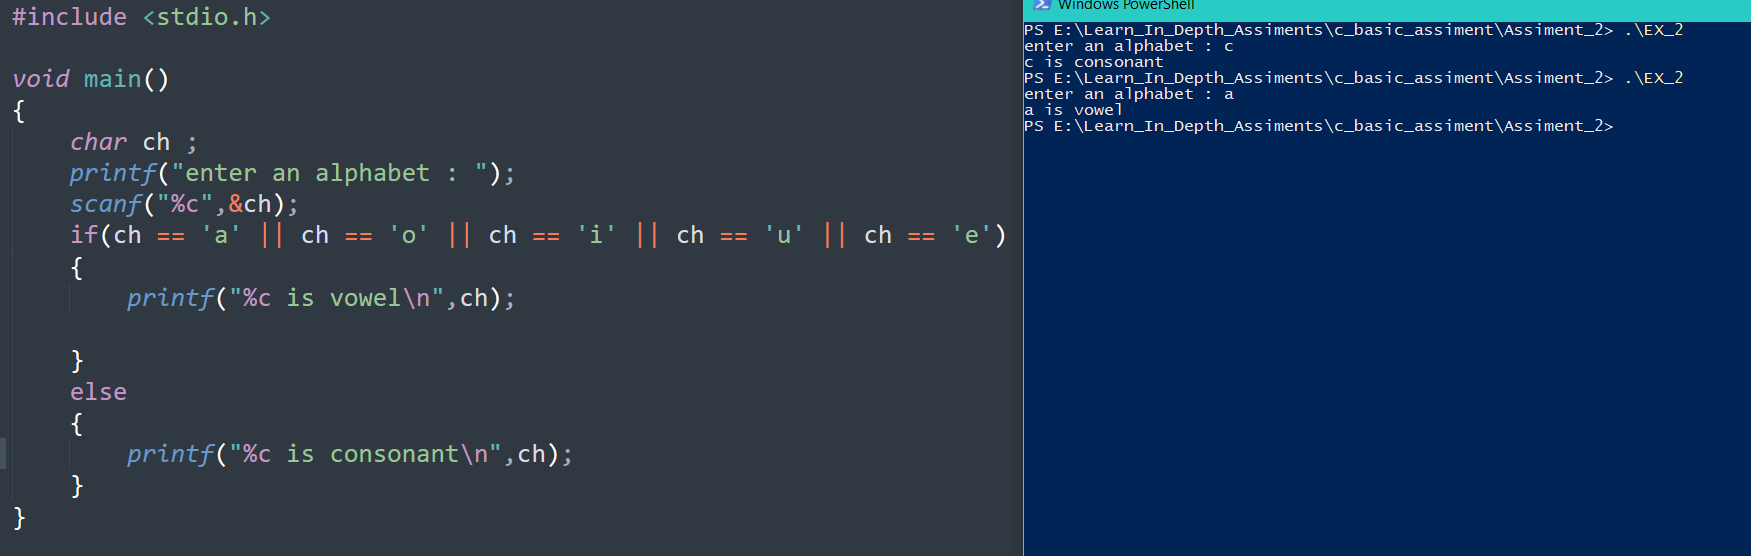 #include <stdio.h>
void main()
{
    char ch ;
    printf("enter an alphabet : ");
    scanf("%c",&ch);
    if(ch == 'a' || ch == 'o' || ch == 'i' || ch == 'u' || ch == 'e')
    {
        printf("%c is vowel\n",ch);
    }
    else
    {
        printf("%c is consonant\n",ch);
    }
}
Windows PowerShell
PS E:\Learn_In_Depth_Assiments\c_basic_assiment\Assiment_2> .\EX_2
enter an alphabet : c
c is consonant
PS E:\Learn_In_Depth_Assiments\c_basic_assiment\Assiment_2> .\EX_2
enter an alphabet : a
a is vowel
PS E:\Learn_In_Depth_Assiments\c_basic_assiment\Assiment_2>